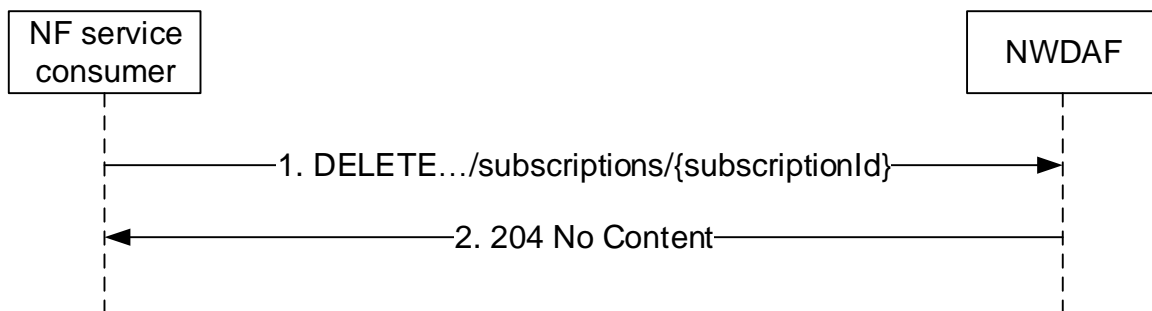 NF service
consumer
NWDAF
1. DELETE…/subscriptions/{subscriptionId}
2. 204 No Content